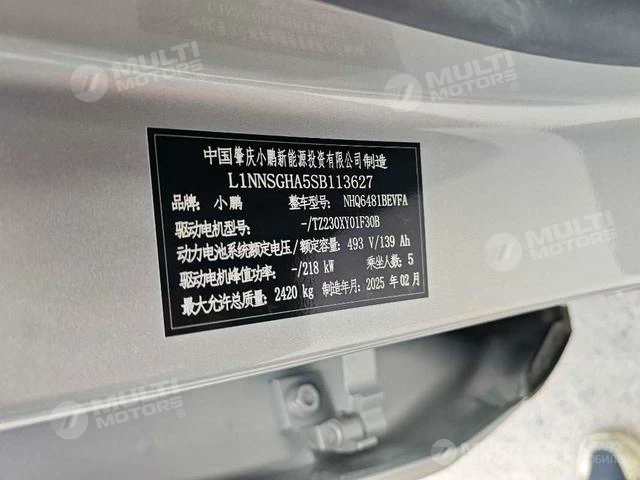 MULTI
MOTORS®
MULTI
MOTORS®
中国肇庆小鹏新能源投资有限公司制造
L1NNSGHA5SB113627
品牌: 小鹏 整车型号: NHQ6481BEVFA
驱动电机型号: -/TZ230XY01F30B
动力电池系统额定电压/额定容量: 493 V/139 Ah
驱动电机峰值功率: -/218 kW 乘坐人数: 5
最大允许总质量: 2420 kg 制造年月: 2025 年 02 月
MULTI
MOTORS®
MULTI